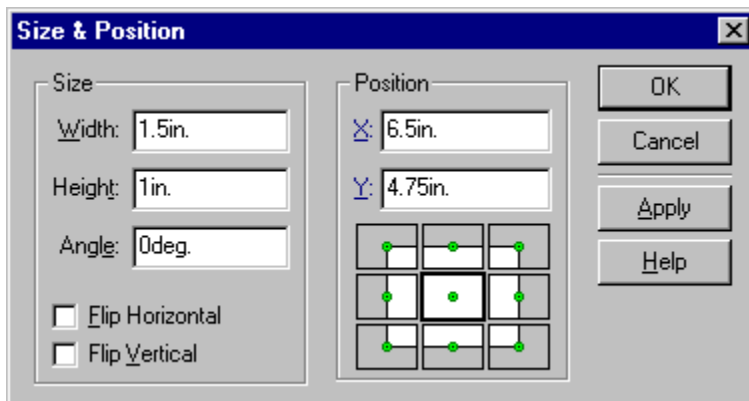 Size & Position
Size
Width: 1.5in.
Height: 1in.
Angle: 0deg.
Flip Horizontal
Flip Vertical
Position
X: 6.5in.
Y: 4.75in.
OK
Cancel
Apply
Help